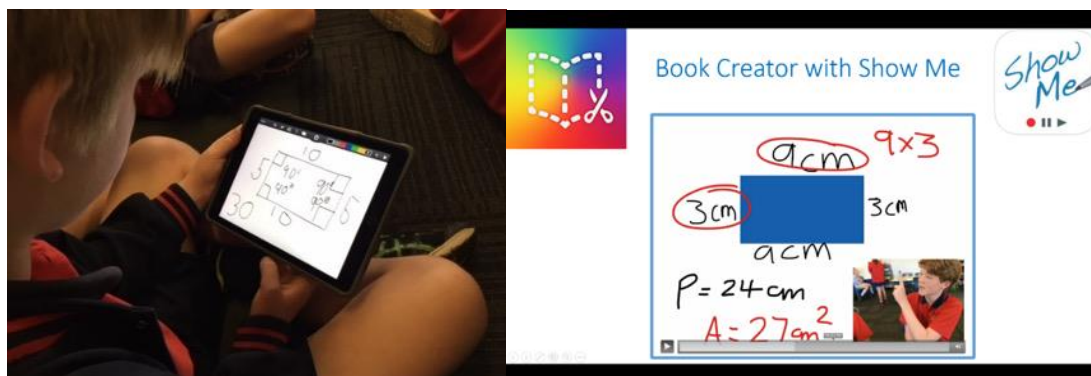 10
5
90°
40°
90°
90°
5
30
10
Book Creator with Show Me
Show
Me
9cm
9x3
3cm
3cm
9cm
P = 24cm
A = 27cm²